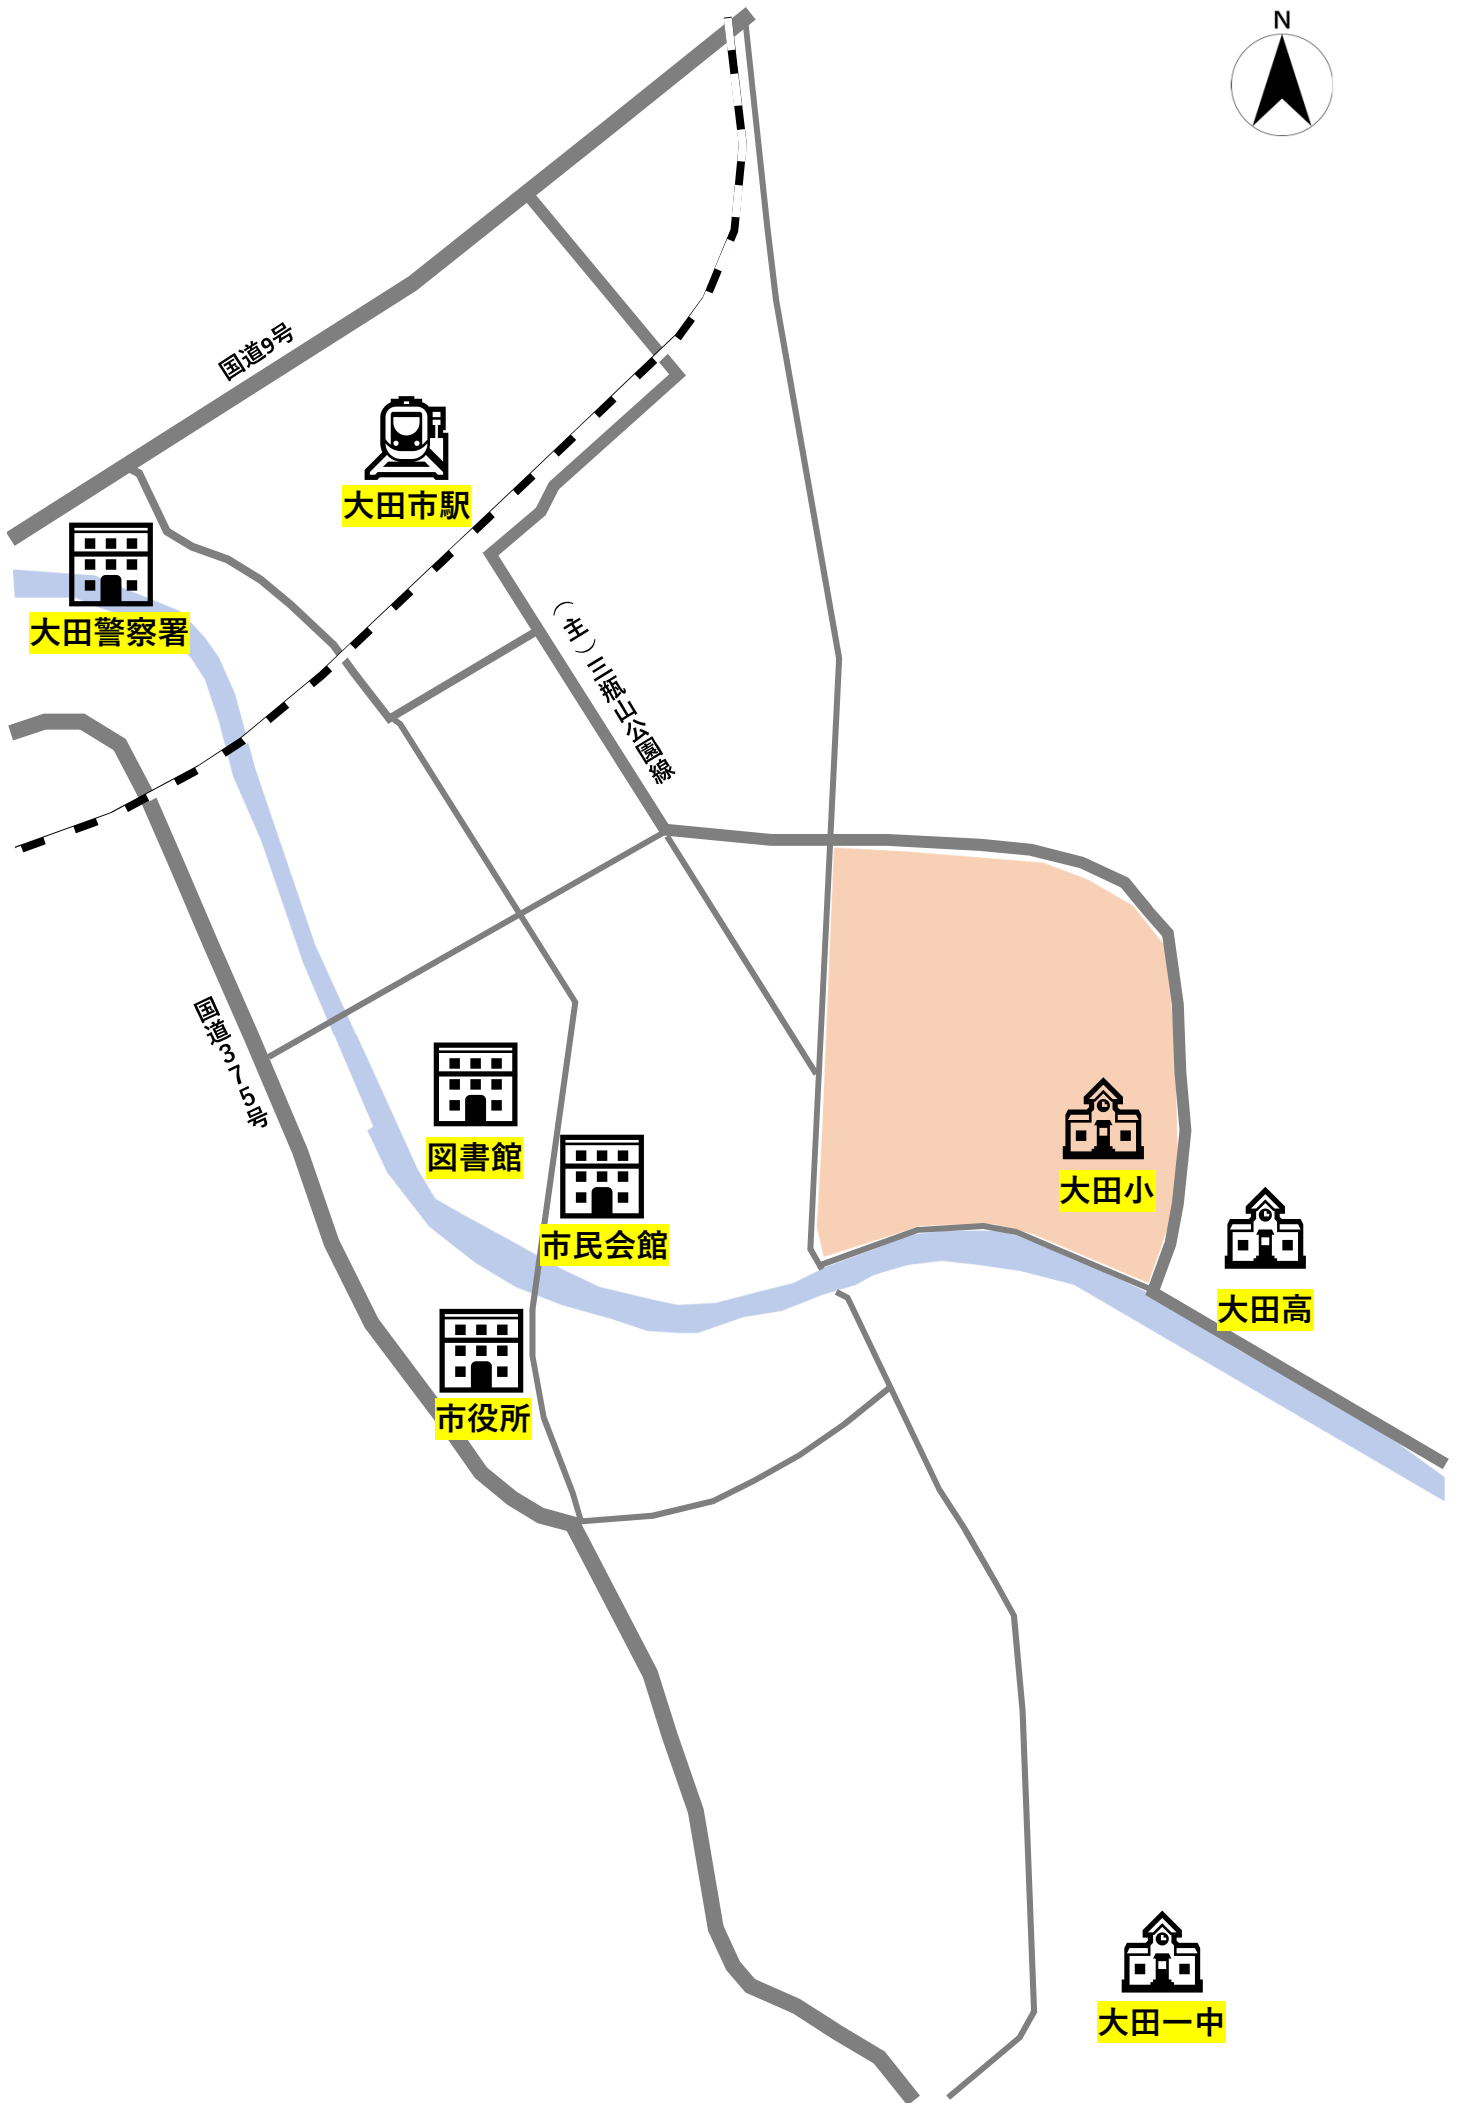 N
国道9号
大田市駅
大田警察署
(主)三瓶山公園線
国道375号
図書館
大田小
市民会館
大田高
市役所
大田一中